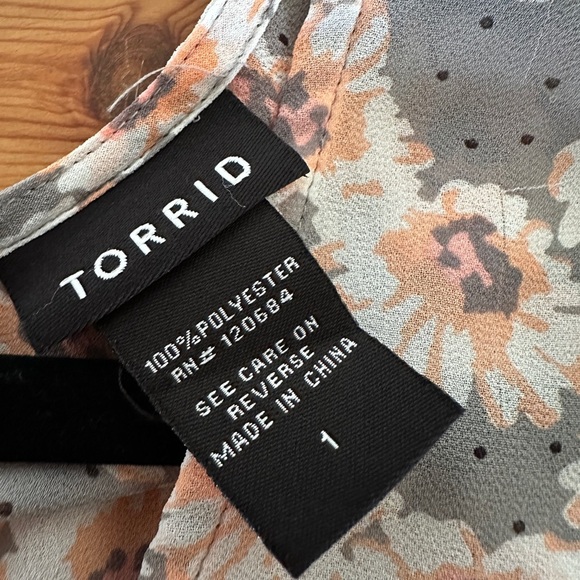 TORRID
100% POLYESTER
RN# 120684
SEE CARE ON
REVERSE
MADE IN CHINA
1